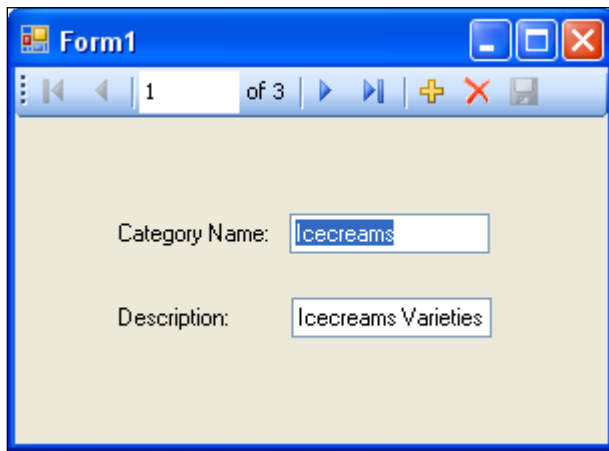 Form1
1 of 3
Category Name: Icecreams
Description: Icecreams Varieties